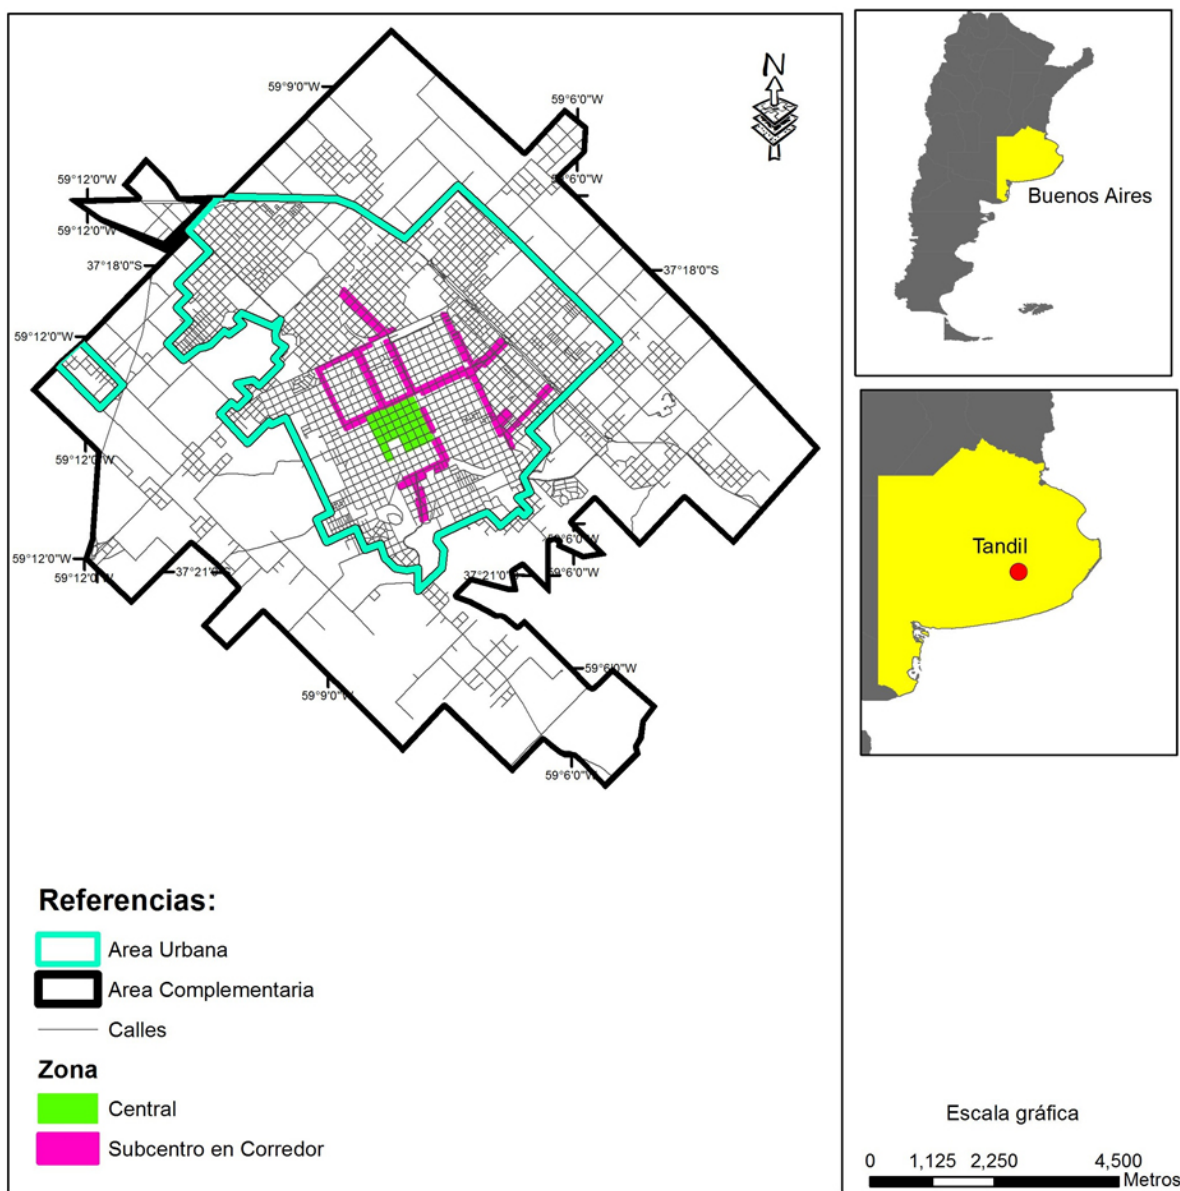 N
59°9'0"W
59°6'0"W
59°12'0"W
59°6'0"W
59°12'0"W
37°18'0"S
37°18'0"S
59°12'0"W
59°12'0"W
59°12'0"W
59°12'0"W
37°21'0"S
59°6'0"W
37°21'0"
59°6'0"W
59°6'0"W
59°9'0"W
59°6'0"W
Buenos Aires
Tandil
Referencias:
Area Urbana
Area Complementaria
Calles
Zona
Central
Subcentro en Corredor
Escala gráfica
0 1,125 2,250 4,500
Metros